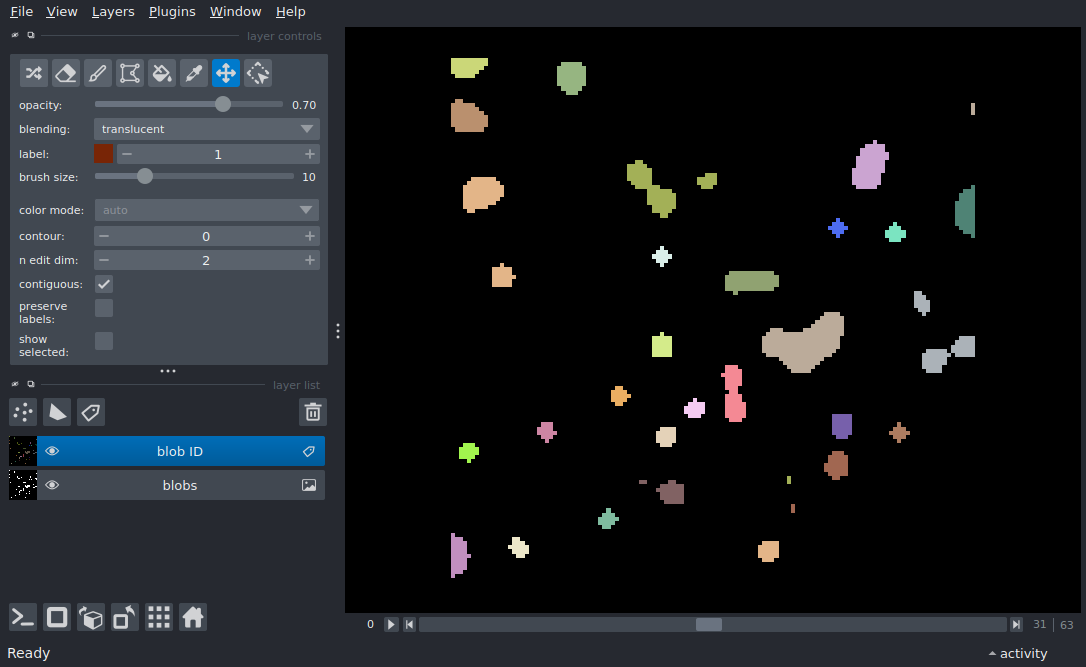 File View Layers Plugins Window Help
layer controls
opacity: 0.70
blending: translucent
label: 1
brush size: 10
color mode: auto
contour: 0
n edit dim: 2
contiguous:
preserve
labels:
show
selected:
layer list
blob ID
blobs
0 31 | 63
Ready activity